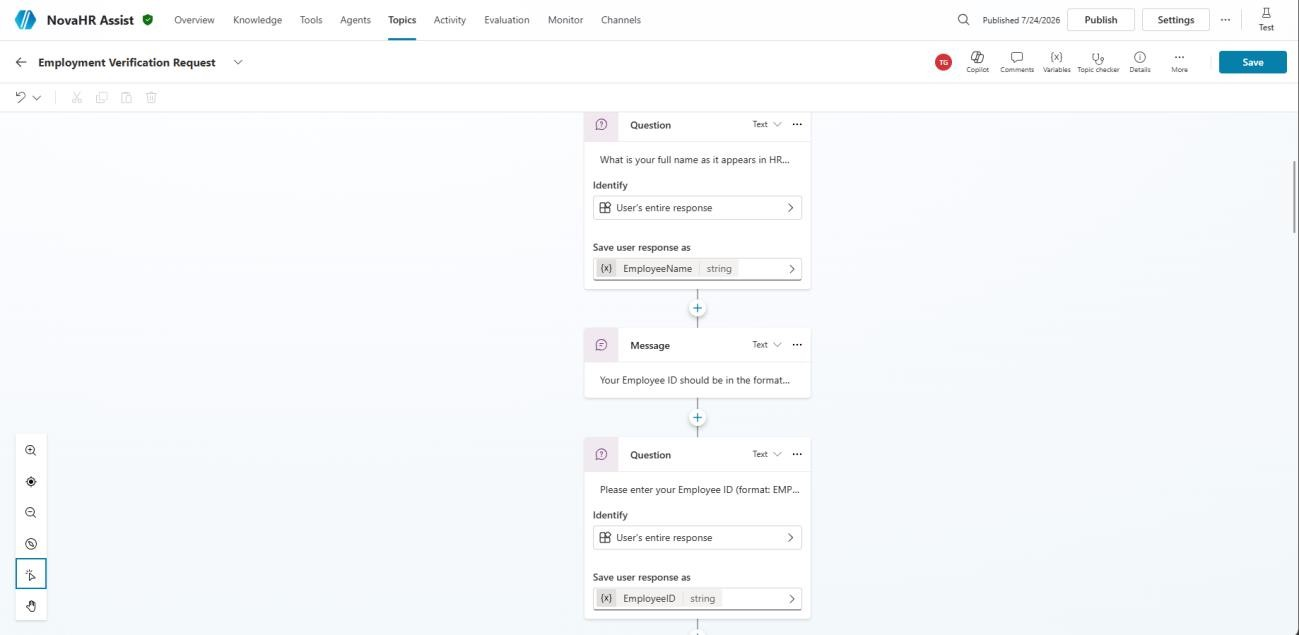 NovaHR Assist Overview Knowledge Tools Agents Topics Activity Evaluation Monitor Channels Published 7/24/2026 Publish Settings ... Test
Employment Verification Request TG Copilot Comments {x} Variables Topic checker Details ... More Save
Question Text ...
What is your full name as it appears in HR...
Identify
User's entire response
Save user response as
{x} EmployeeName string
Message Text ...
Your Employee ID should be in the format...
Question Text ...
Please enter your Employee ID (format: EMP...
Identify
User's entire response
Save user response as
{x} EmployeeID string